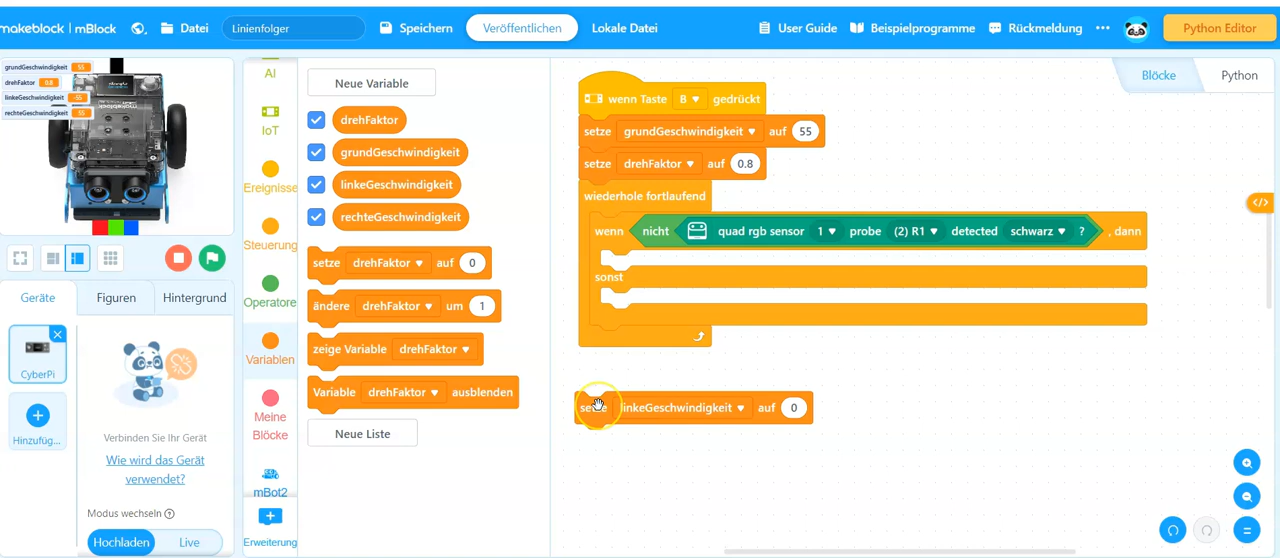 makeblock | mBlock
Datei
Linienfolger
Speichern
Veröffentlichen
Lokale Datei
User Guide
Beispielprogramme
Rückmeldung
Python Editor
grundGeschwindigkeit 55
drehFaktor 0.8
linkeGeschwindigkeit -55
rechteGeschwindigkeit 55
Geräte
Figuren
Hintergrund
CyberPi
Hinzufüg...
Verbinden Sie Ihr Gerät
Wie wird das Gerät
verwendet?
Modus wechseln
Hochladen
Live
AI
IoT
Ereignisse
Steuerung
Operatore
Variablen
Meine
Blöcke
mBot2
Erweiterung
Neue Variable
drehFaktor
grundGeschwindigkeit
linkeGeschwindigkeit
rechteGeschwindigkeit
setze drehFaktor auf 0
ändere drehFaktor um 1
zeige Variable drehFaktor
Variable drehFaktor ausblenden
Neue Liste
Blöcke
Python
wenn Taste B gedrückt
setze grundGeschwindigkeit auf 55
setze drehFaktor auf 0.8
wiederhole fortlaufend
wenn nicht quad rgb sensor 1 probe (2) R1 detected schwarz ? , dann
sonst
setze linkeGeschwindigkeit auf 0